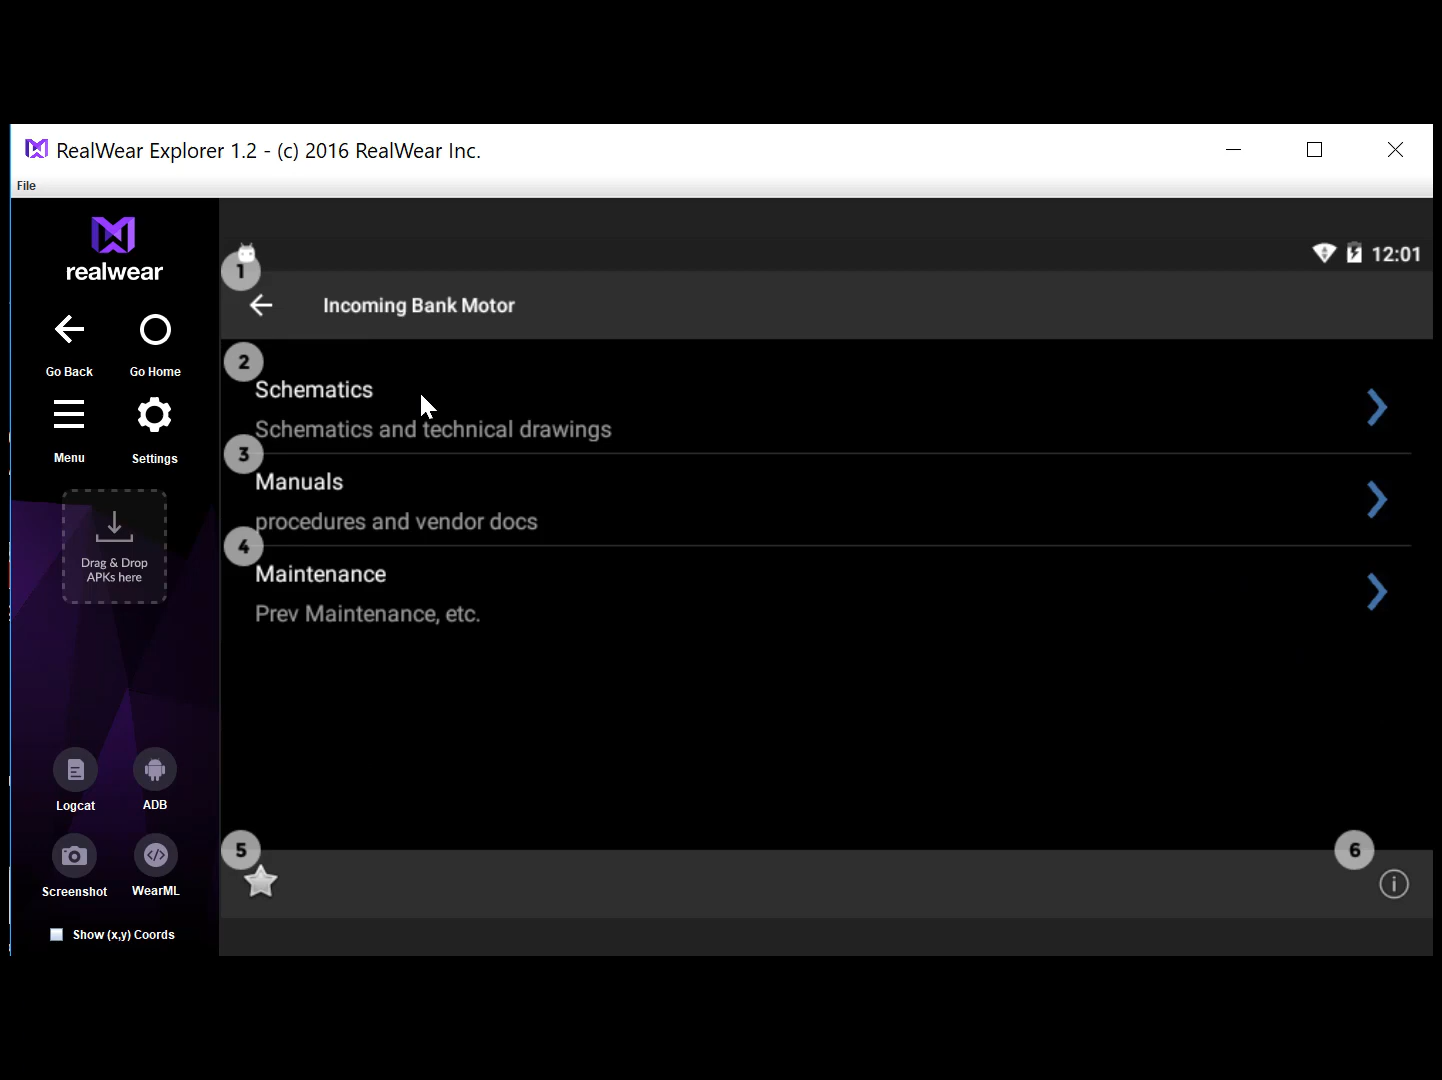 RealWear Explorer 1.2 - (c) 2016 RealWear Inc.
File
realwear
Go Back
Go Home
Menu
Settings
Drag & Drop
APKs here
Logcat
ADB
Screenshot
WearML
Show (x,y) Coords
12:01
1
Incoming Bank Motor
2
Schematics
Schematics and technical drawings
3
Manuals
procedures and vendor docs
4
Maintenance
Prev Maintenance, etc.
5
6